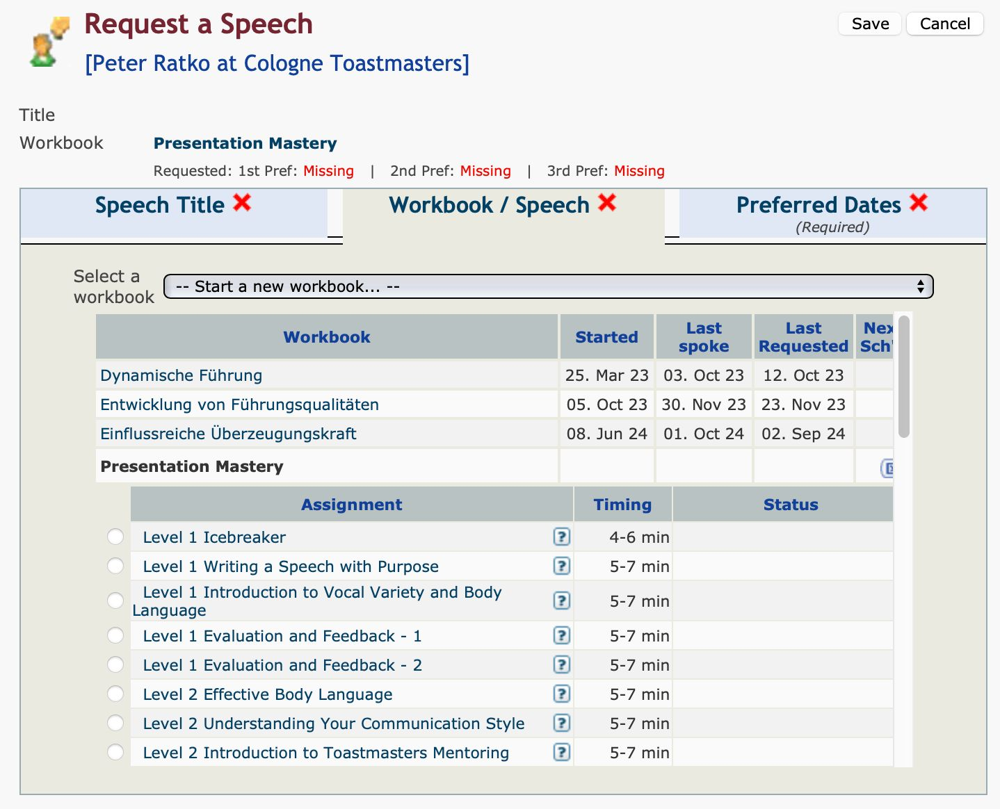 Request a Speech
Save
Cancel
[Peter Ratko at Cologne Toastmasters]
Title
Workbook
Presentation Mastery
Requested: 1st Pref: Missing | 2nd Pref: Missing | 3rd Pref: Missing
Speech Title
Workbook / Speech
Preferred Dates
(Required)
Select a
workbook
-- Start a new workbook... --
Workbook
Started
Last
spoke
Last
Requested
Nex
Sch'
Dynamische Führung 25. Mar 23 03. Oct 23 12. Oct 23
Entwicklung von Führungsqualitäten 05. Oct 23 30. Nov 23 23. Nov 23
Einflussreiche Überzeugungskraft 08. Jun 24 01. Oct 24 02. Sep 24
Presentation Mastery
Assignment Timing Status
Level 1 Icebreaker ? 4-6 min
Level 1 Writing a Speech with Purpose ? 5-7 min
Level 1 Introduction to Vocal Variety and Body
Language ? 5-7 min
Level 1 Evaluation and Feedback - 1 ? 5-7 min
Level 1 Evaluation and Feedback - 2 ? 5-7 min
Level 2 Effective Body Language ? 5-7 min
Level 2 Understanding Your Communication Style ? 5-7 min
Level 2 Introduction to Toastmasters Mentoring ? 5-7 min